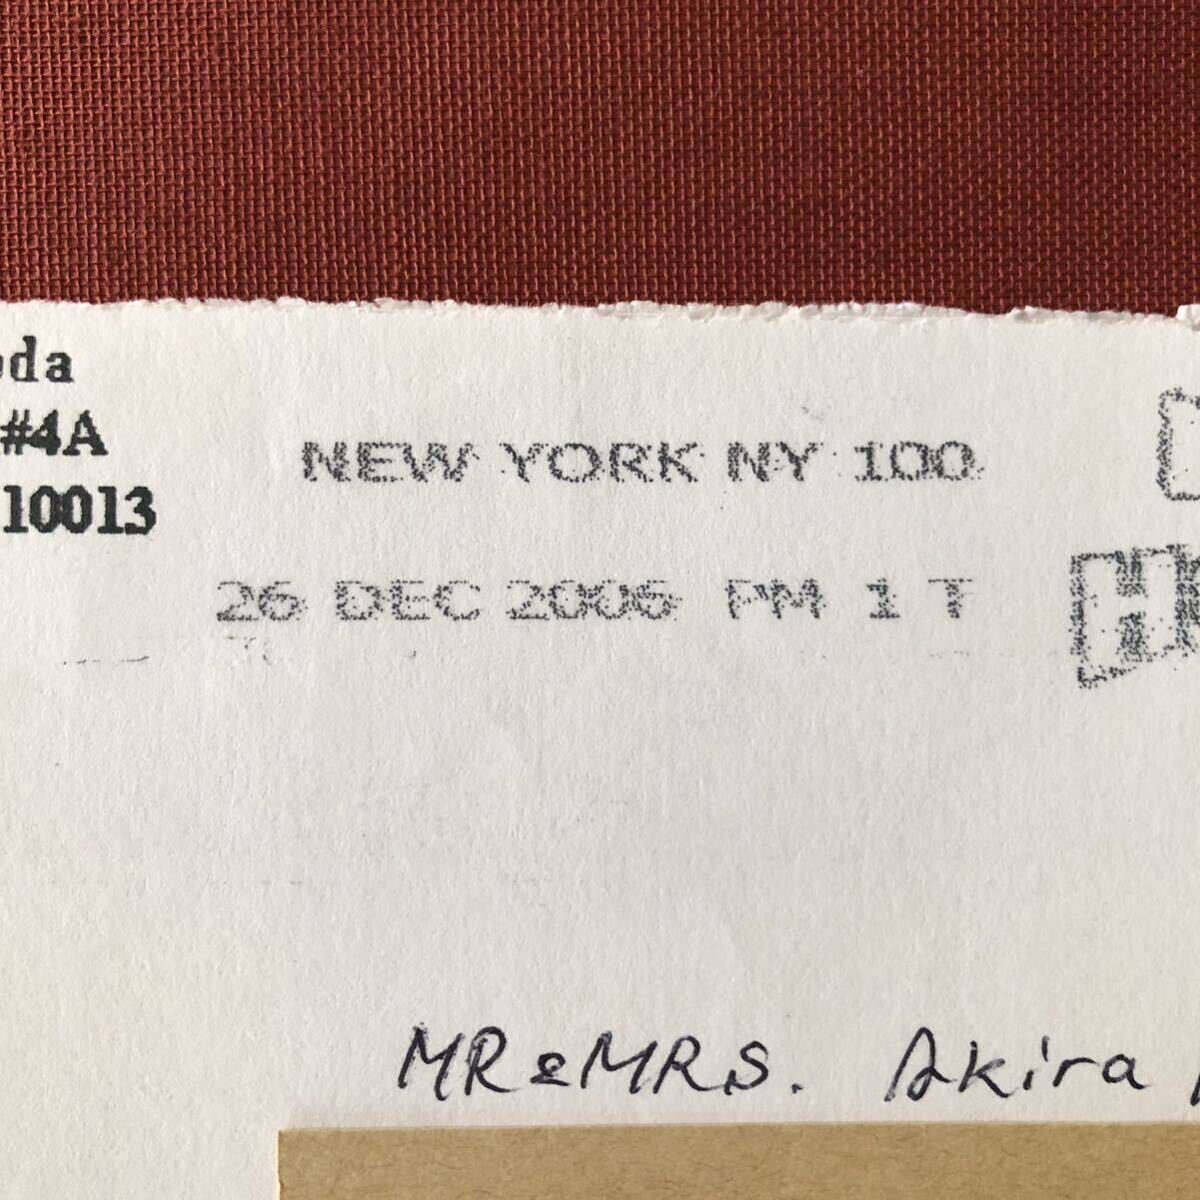 oda
#4A
10013
NEW YORK NY 100
26 DEC 2006 PM 1 T
MR & MRS. Akira